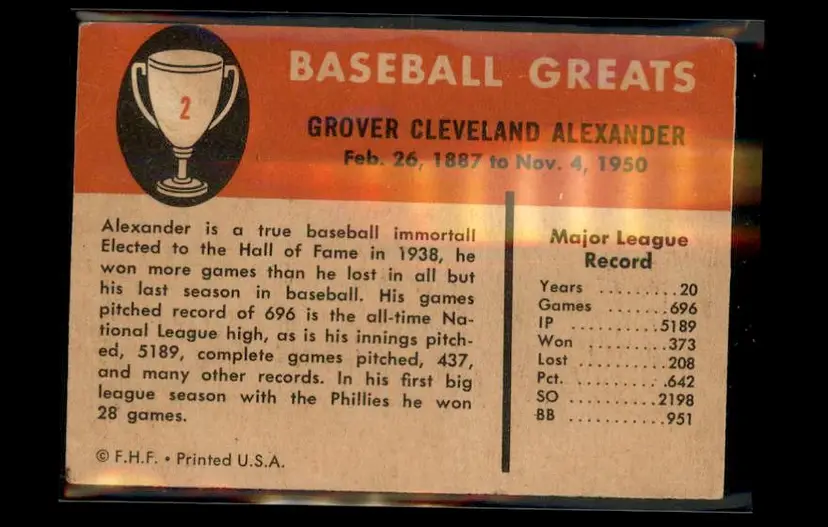 2
BASEBALL GREATS
GROVER CLEVELAND ALEXANDER
Feb. 26, 1887 to Nov. 4, 1950
Alexander is a true baseball immortall
Elected to the Hall of Fame in 1938, he
won more games than he lost in all but
his last season in baseball. His games
pitched record of 696 is the all-time Na-
tional League high, as is his innings pitch-
ed, 5189, complete games pitched, 437,
and many other records. In his first big
league season with the Phillies he won
28 games.
© F.H.F. • Printed U.S.A.
Major League
Record
Years .........20
Games .......696
IP ...........5189
Won .........373
Lost .........208
Pct. .........642
SO ..........2198
BB ...........951